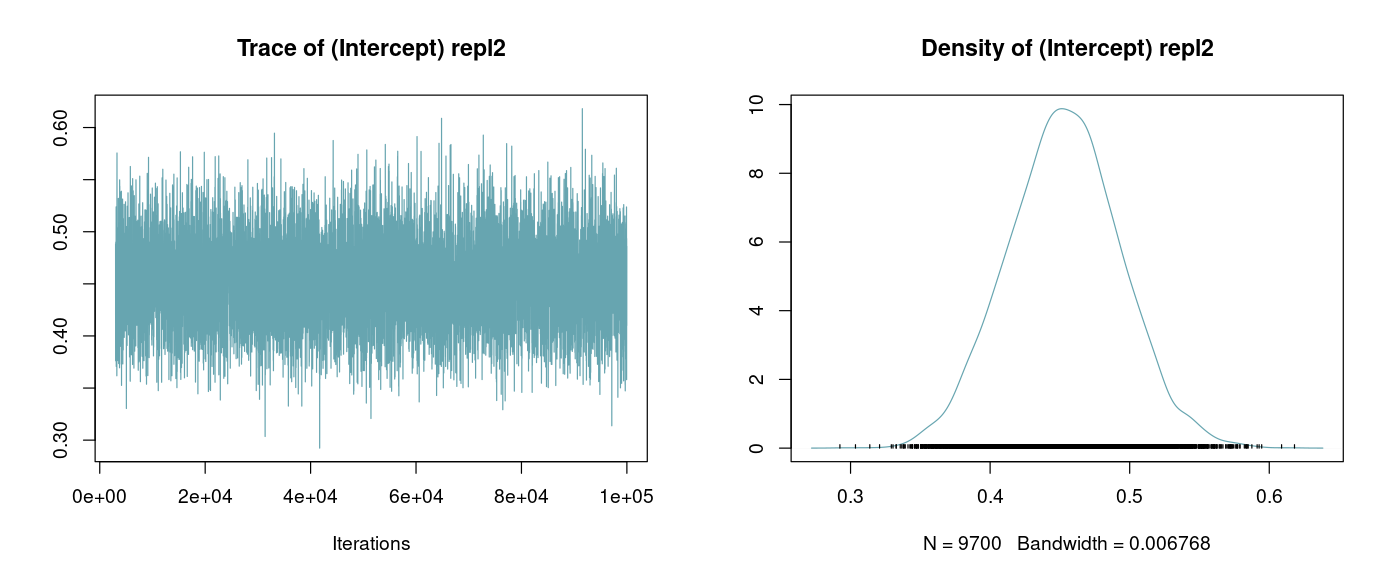 Trace of (Intercept) repl2
0.60
0.50
0.40
0.30
0e+00 2e+04 4e+04 6e+04 8e+04 1e+05
Iterations
Density of (Intercept) repl2
10
8
6
4
2
0
0.3 0.4 0.5 0.6
N = 9700 Bandwidth = 0.006768